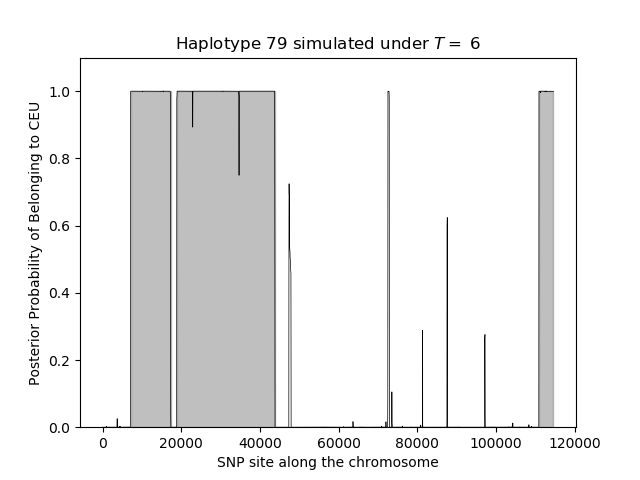 Haplotype 79 simulated under T = 6
Posterior Probability of Belonging to CEU
1.0
0.8
0.6
0.4
0.2
0.0
0 20000 40000 60000 80000 100000 120000
SNP site along the chromosome